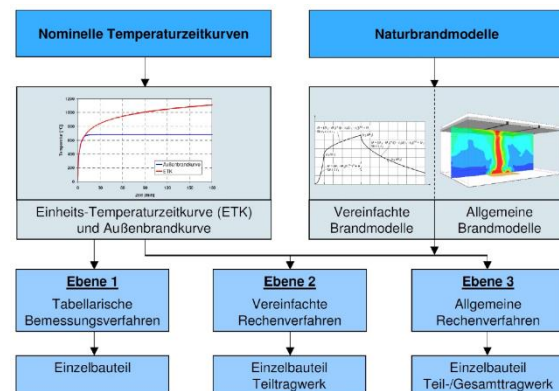 Nominelle Temperaturzeitkurven
Naturbrandmodelle
Außenbrandkurve
ETK
Einheits-Temperaturzeitkurve (ETK)
und Außenbrandkurve
Vereinfachte
Brandmodelle
Allgemeine
Brandmodelle
Ebene 1
Tabellarische
Bemessungsverfahren
Ebene 2
Vereinfachte
Rechenverfahren
Ebene 3
Allgemeine
Rechenverfahren
Einzelbauteil
Einzelbauteil
Teiltragwerk
Einzelbauteil
Teil-/Gesamttragwerk